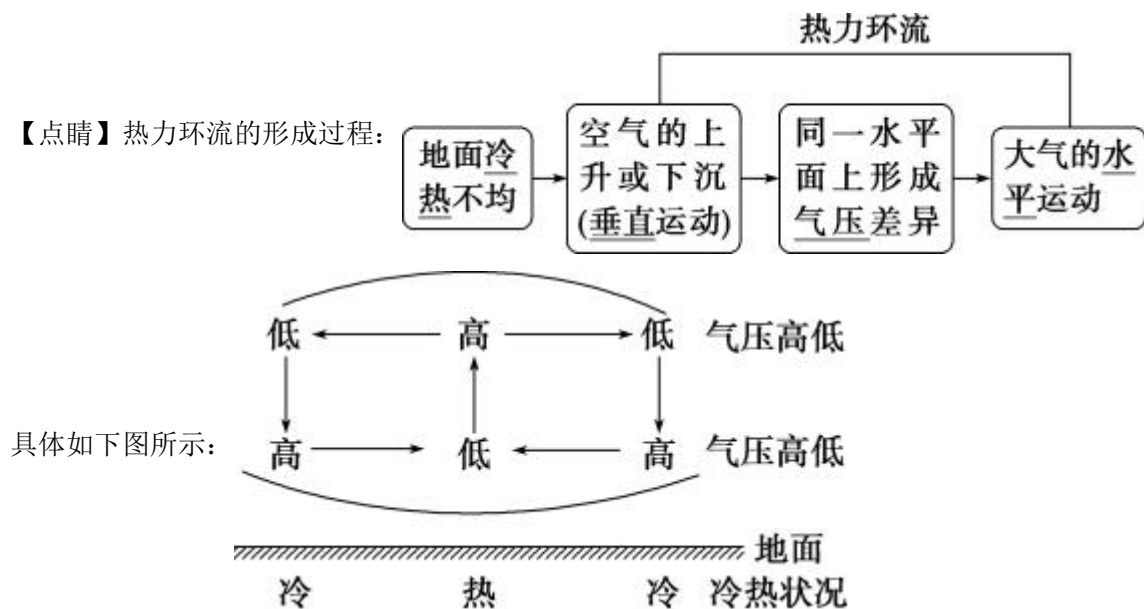 热力环流
【点睛】热力环流的形成过程：
地面冷
热不均
空气的上
升或下沉
(垂直运动)
同一水平
面上形成
气压差异
大气的水
平运动
低 高 低 气压高低
具体如下图所示：
高 低 高 气压高低
地面
冷 热 冷 冷热状况